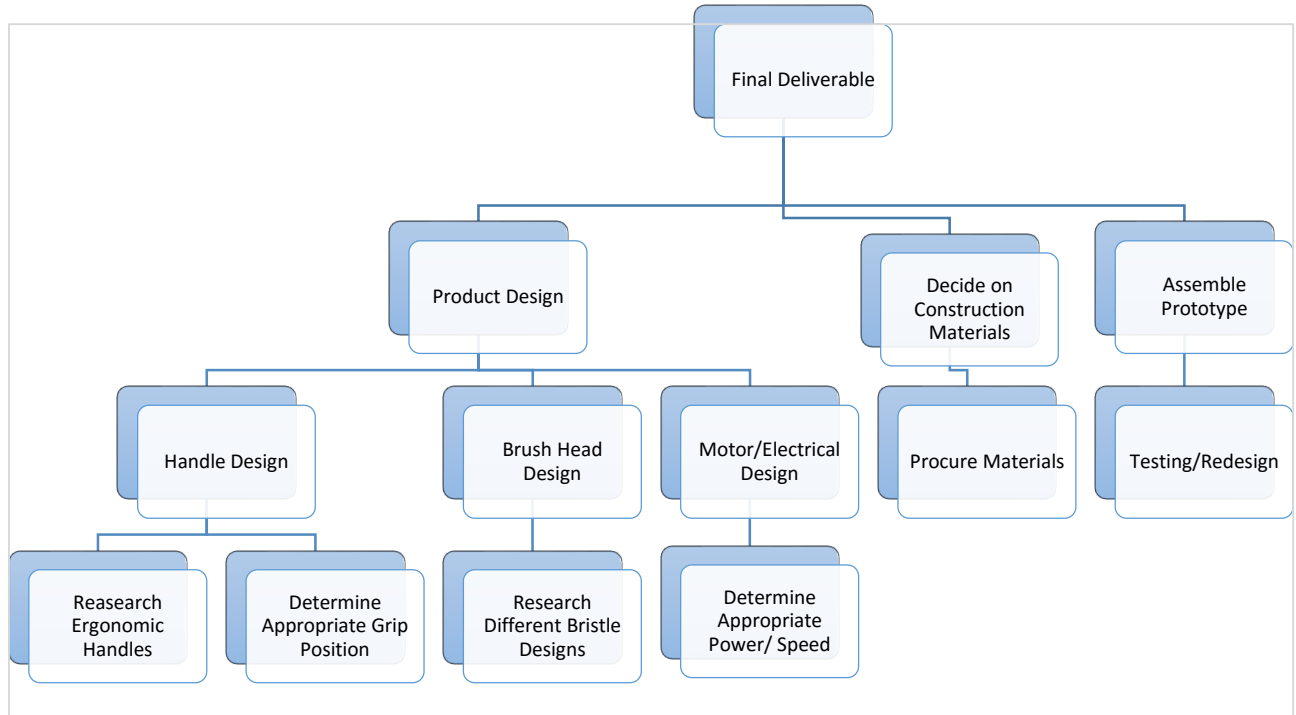 Final Deliverable
Product Design
Decide on
Construction
Materials
Assemble
Prototype
Handle Design
Brush Head
Design
Motor/Electrical
Design
Procure Materials
Testing/Redesign
Reasearch
Ergonomic
Handles
Determine
Appropriate Grip
Position
Research
Different Bristle
Designs
Determine
Appropriate
Power/ Speed